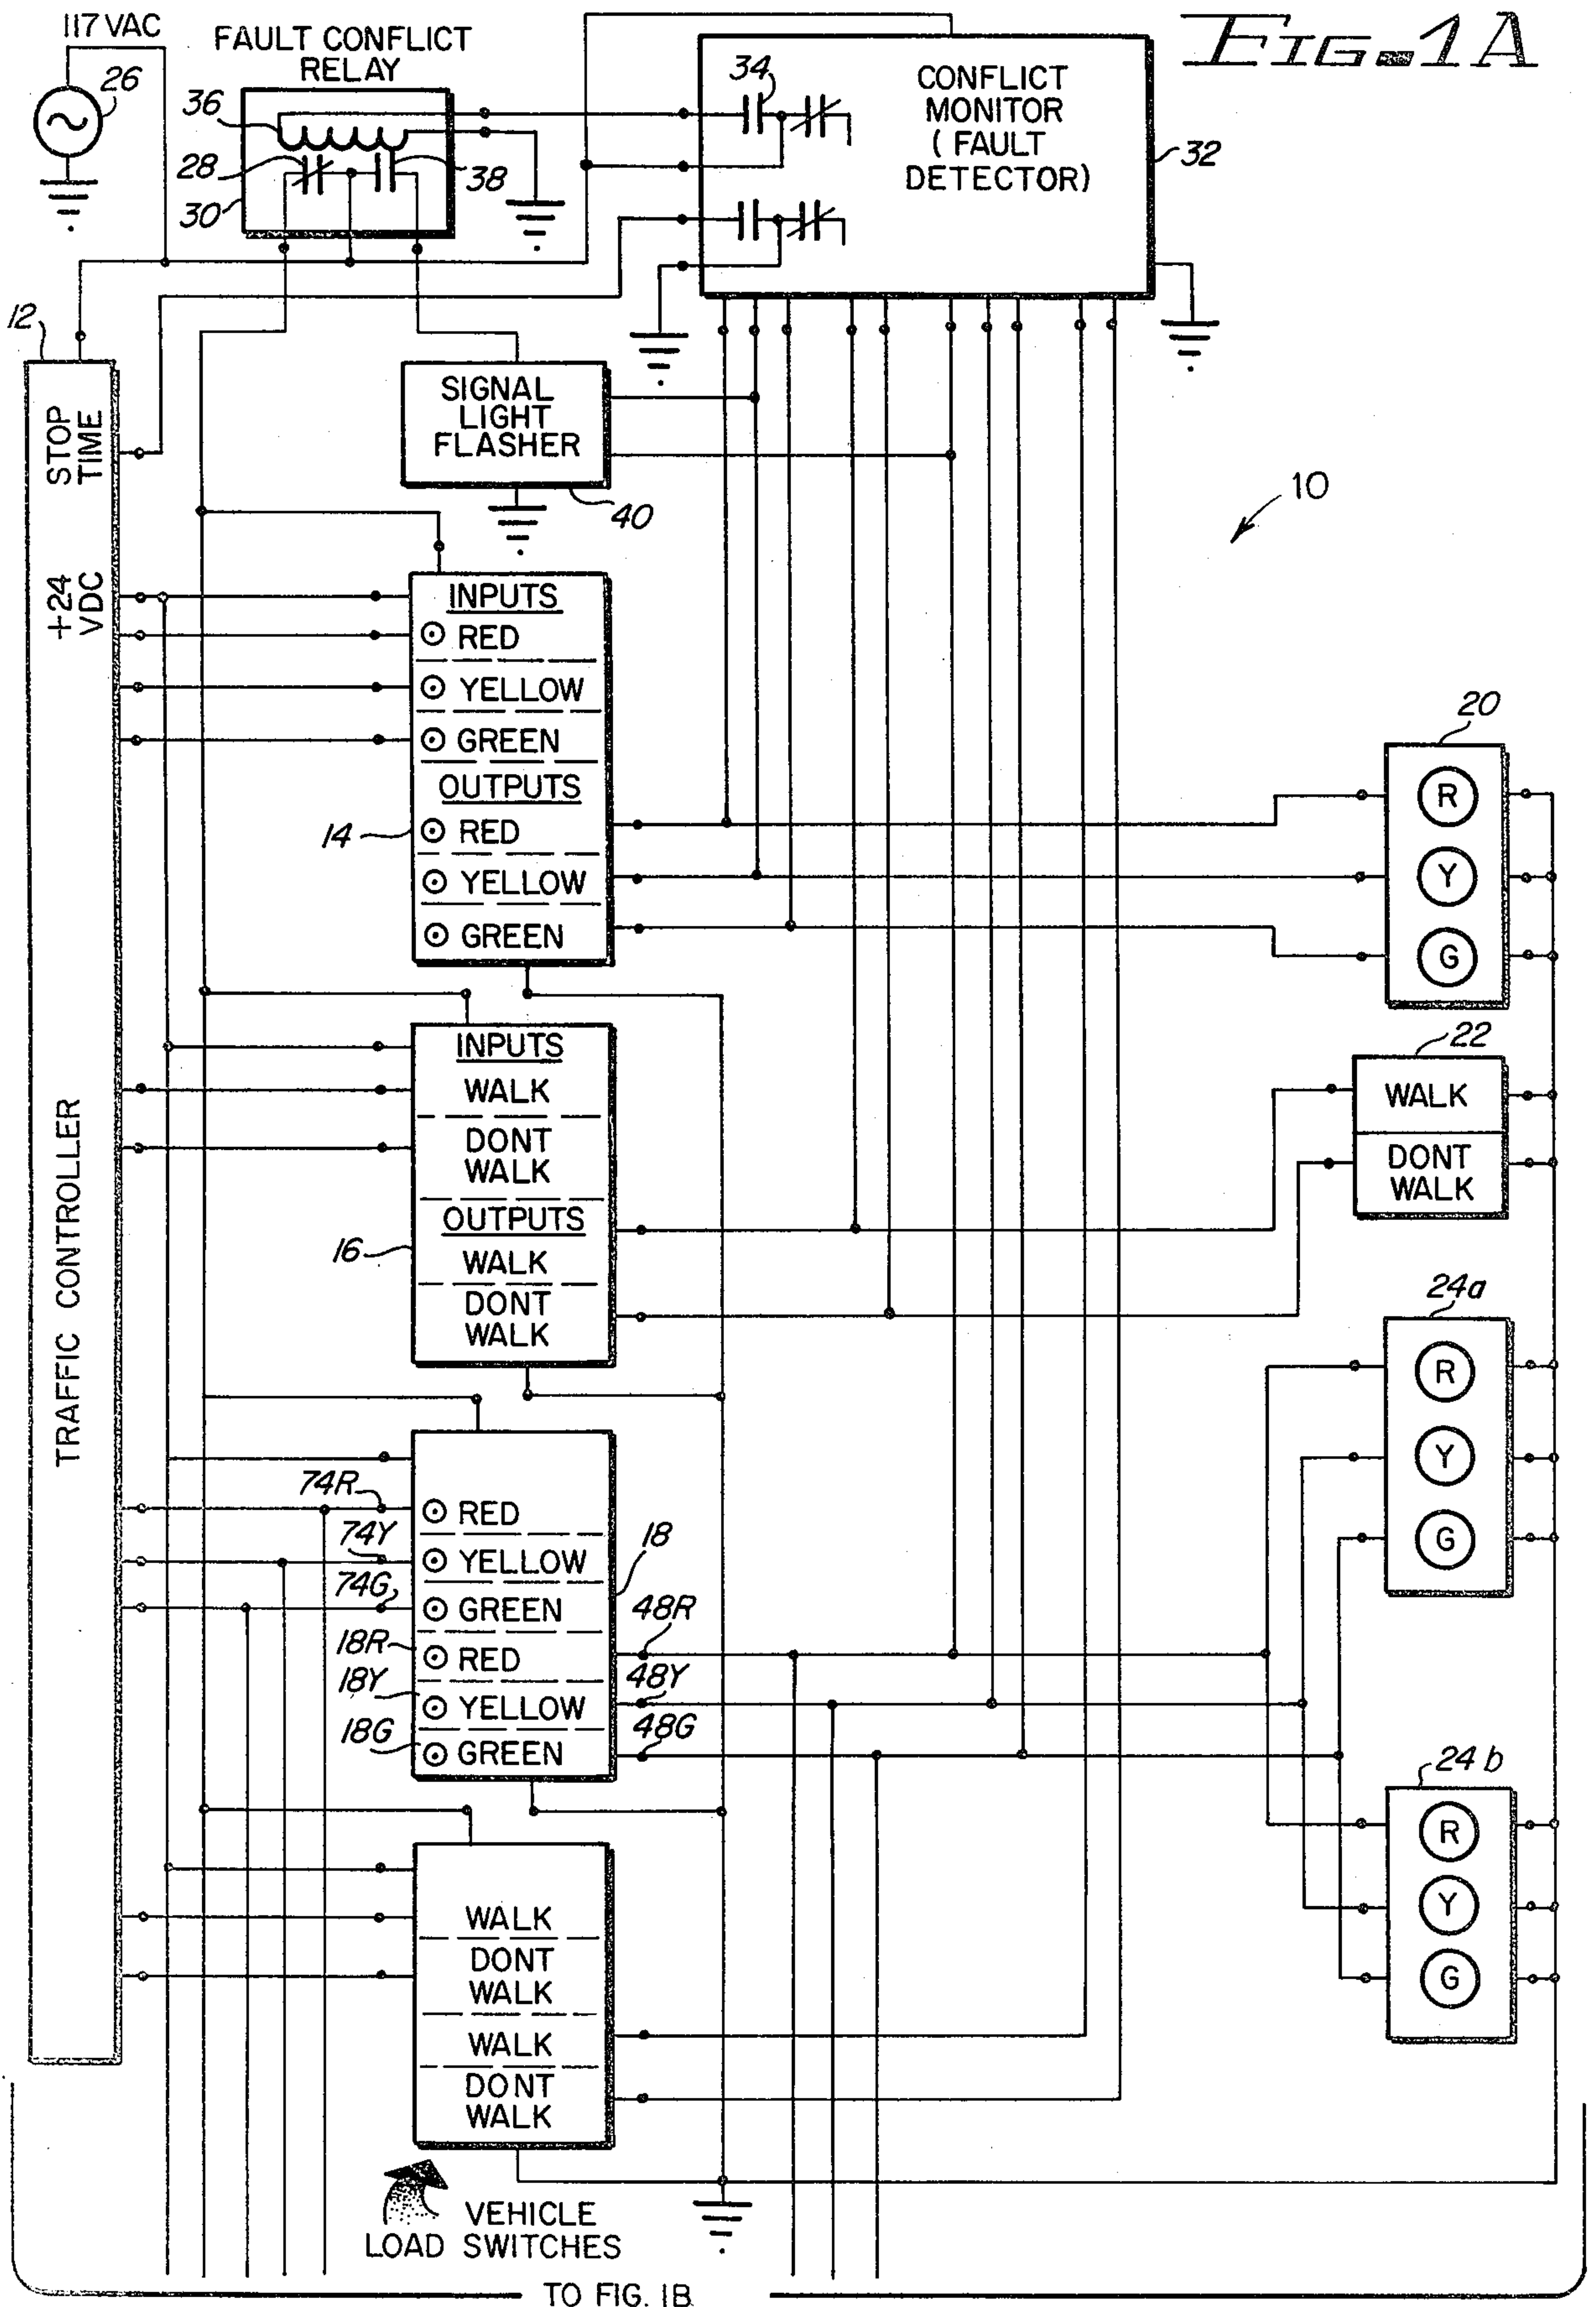 117 VAC
26
FAULT CONFLICT
RELAY
36
28
38
30
34
CONFLICT
MONITOR
( FAULT
DETECTOR)
32
FIG. 1A
12
STOP
TIME
+24
VDC
TRAFFIC CONTROLLER
SIGNAL
LIGHT
FLASHER
40
10
INPUTS
RED
YELLOW
GREEN
OUTPUTS
14
RED
YELLOW
GREEN
20
R
Y
G
INPUTS
WALK
DONT
WALK
OUTPUTS
16
WALK
DONT
WALK
22
WALK
DONT
WALK
24a
R
Y
G
74R
RED
74Y
YELLOW
18
74G
GREEN
48R
18R
RED
48Y
18Y
YELLOW
48G
18G
GREEN
24b
R
Y
G
WALK
DONT
WALK
WALK
DONT
WALK
VEHICLE
LOAD SWITCHES
TO FIG. 1B